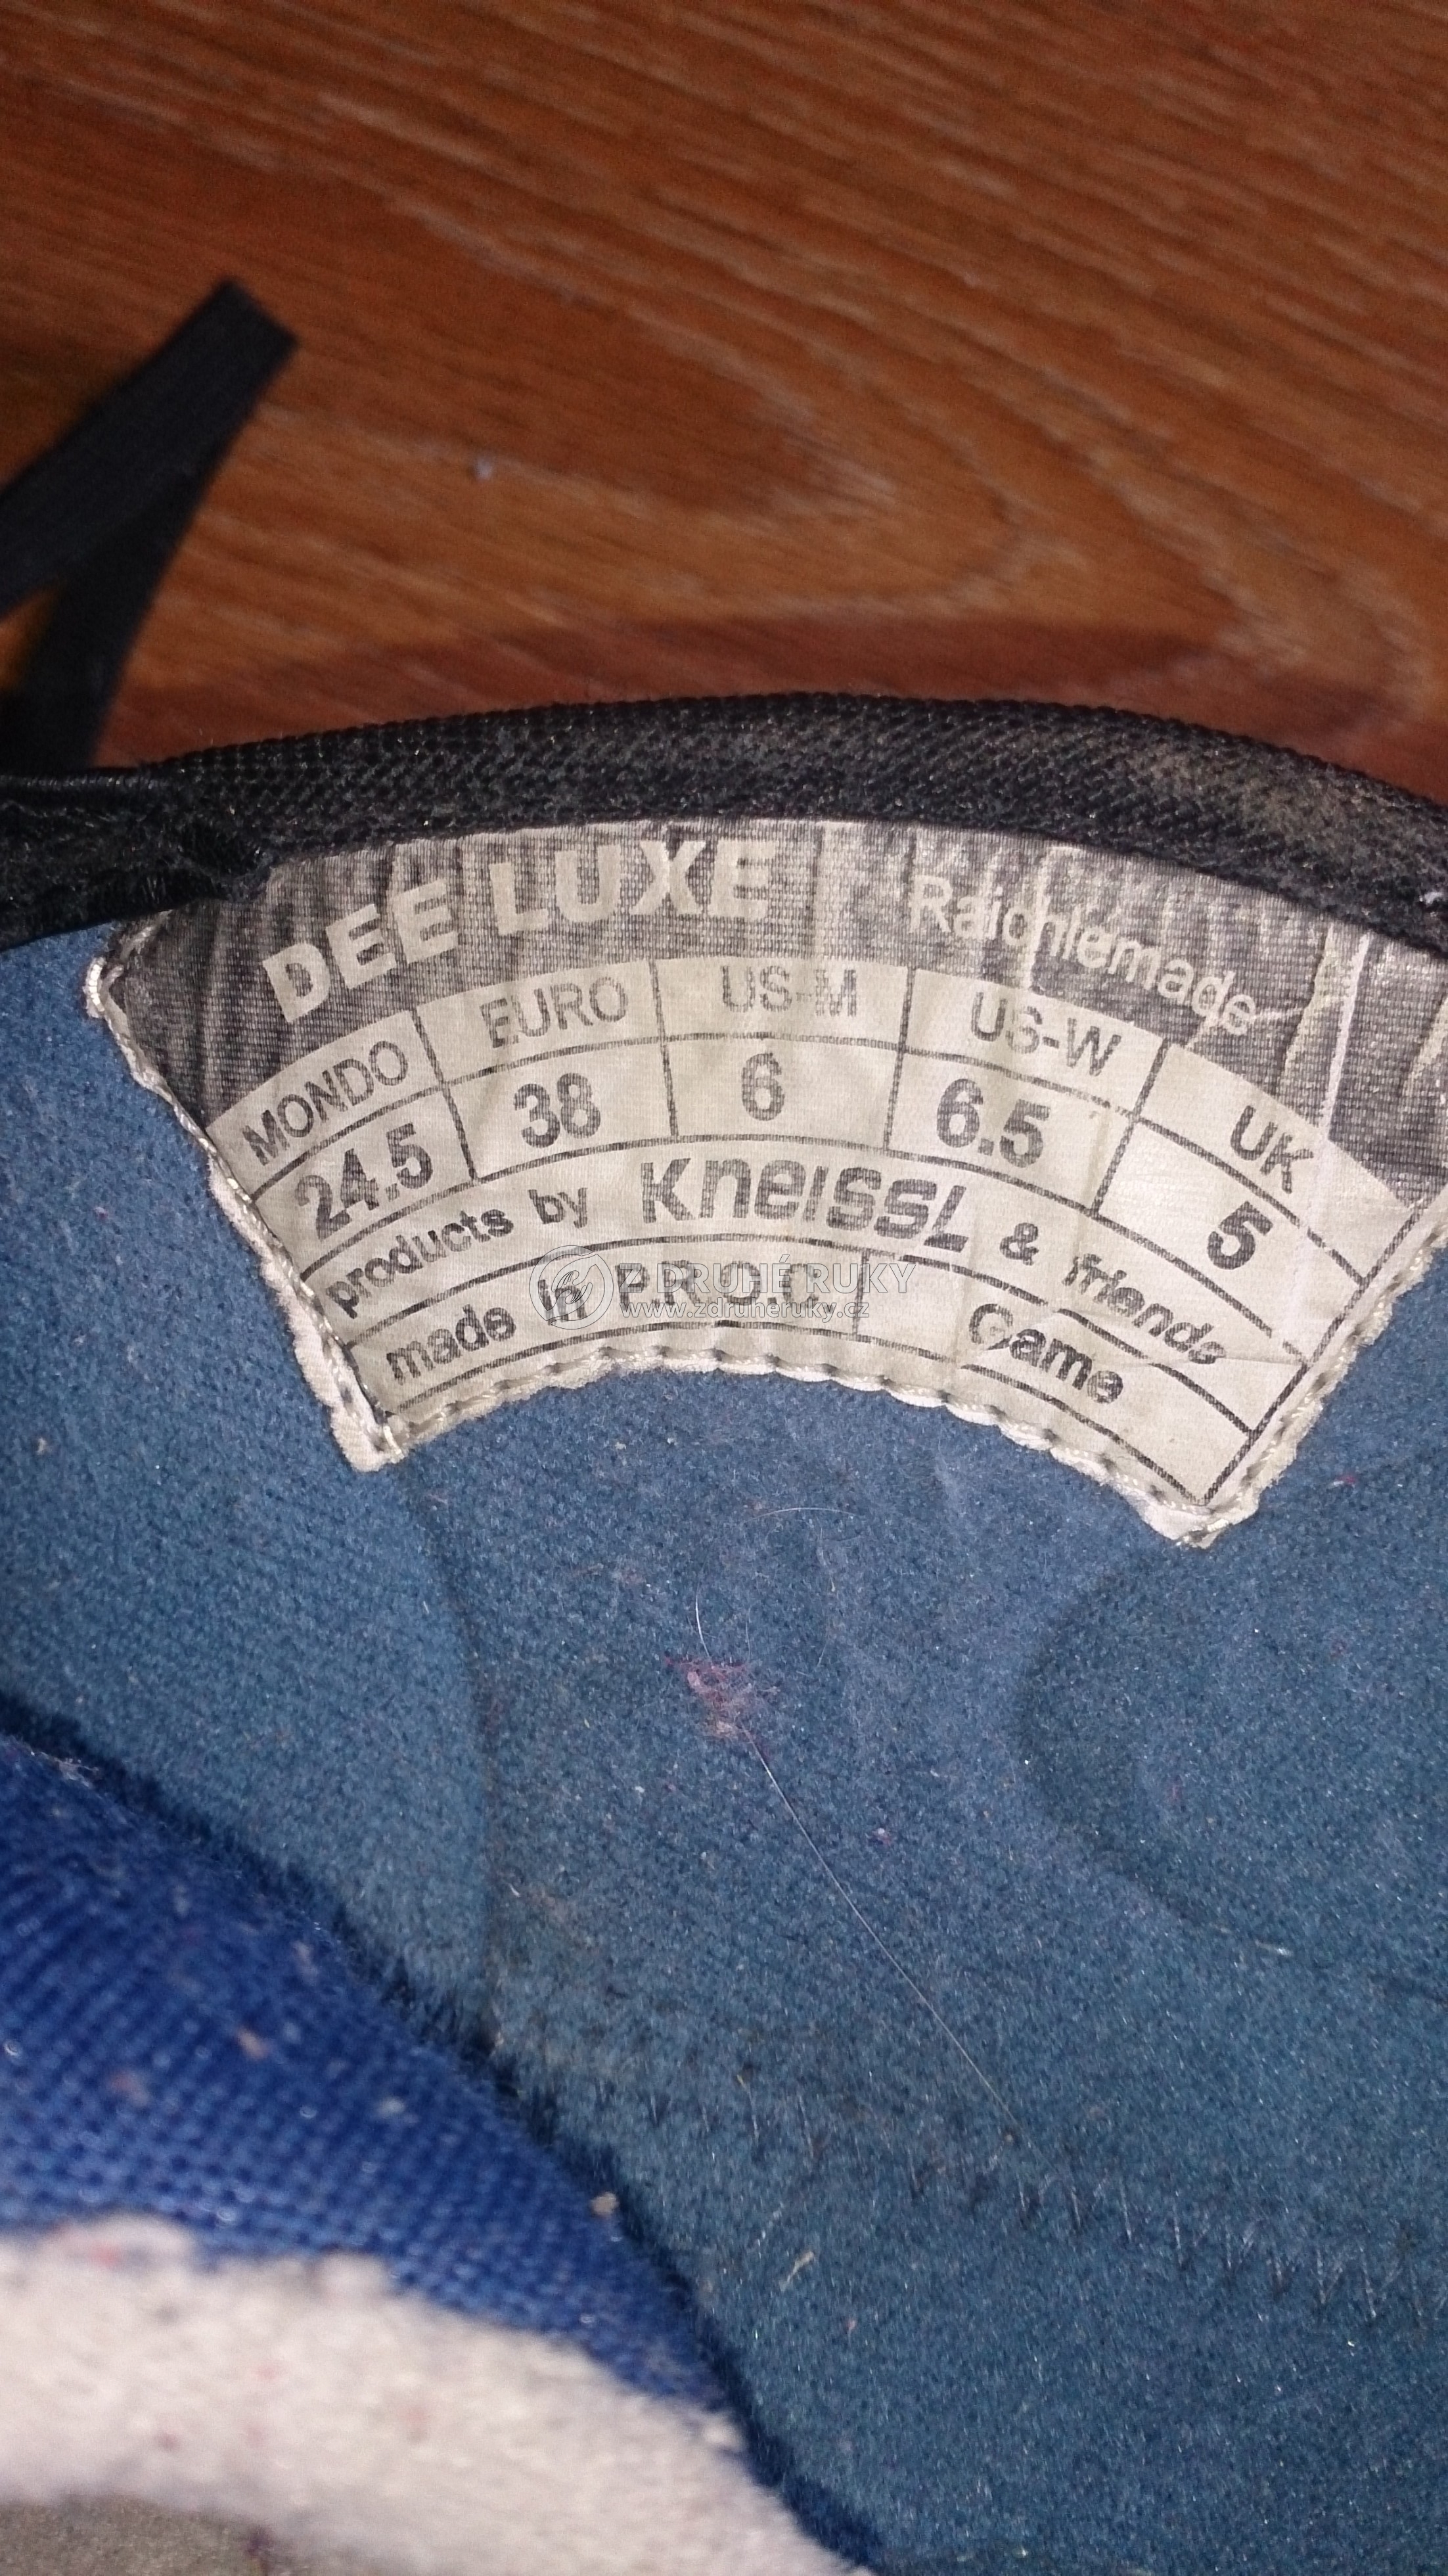 DEE LUXE Raichlemade
MONDO EURO US-M US-W UK
24.5 38 6 6.5 5
products by KneissL & friends
made in P.R.O.C. Game
Z DRUHÉ RUKY
www.zdruheruky.cz